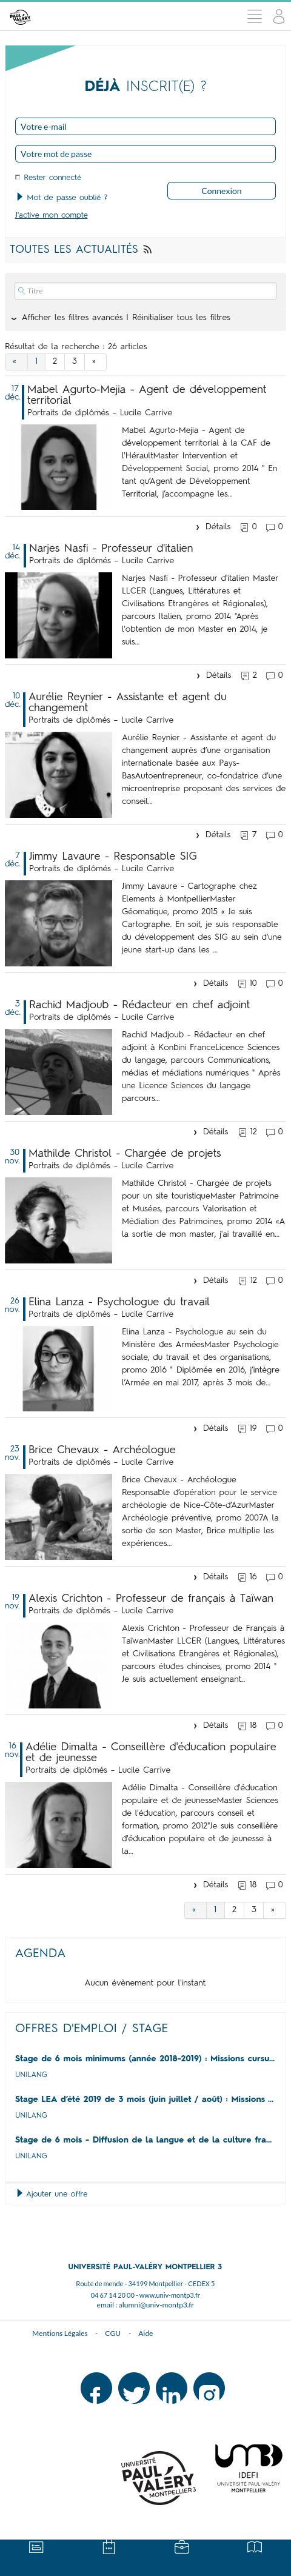 UNIVERSITÉ
PAUL
VALÉRY
DÉJÀ INSCRIT(E) ?
Votre e-mail
Votre mot de passe
Rester connecté
Connexion
Mot de passe oublié ?
J'active mon compte
TOUTES LES ACTUALITÉS
Titre
Afficher les filtres avancés | Réinitialiser tous les filtres
Résultat de la recherche : 26 articles
« 1 2 3 »
17 déc.
Mabel Agurto-Mejia - Agent de développement
territorial
Portraits de diplômés – Lucile Carrive
Mabel Agurto-Mejia - Agent de
développement territorial à la CAF de
l'HéraultMaster Intervention et
Développement Social, promo 2014 " En
tant qu'Agent de Développement
Territorial, j'accompagne les...
Détails 0 0
14 déc.
Narjes Nasfi - Professeur d'italien
Portraits de diplômés – Lucile Carrive
Narjes Nasfi - Professeur d'italien Master
LLCER (Langues, Littératures et
Civilisations Etrangères et Régionales),
parcours Italien, promo 2014 "Après
l'obtention de mon Master en 2014, je
suis...
Détails 2 0
10 déc.
Aurélie Reynier - Assistante et agent du
changement
Portraits de diplômés – Lucile Carrive
Aurélie Reynier - Assistante et agent du
changement auprès d'une organisation
internationale basée aux Pays-
BasAutoentrepreneur, co-fondatrice d'une
microentreprise proposant des services de
conseil...
Détails 7 0
7 déc.
Jimmy Lavaure - Responsable SIG
Portraits de diplômés – Lucile Carrive
Jimmy Lavaure - Cartographe chez
Elements à MontpellierMaster
Géomatique, promo 2015 « Je suis
Cartographe. En soit, je suis responsable
du développement des SIG au sein d'une
jeune start-up dans les ...
Détails 10 0
3 déc.
Rachid Madjoub - Rédacteur en chef adjoint
Portraits de diplômés – Lucile Carrive
Rachid Madjoub - Rédacteur en chef
adjoint à Konbini FranceLicence Sciences
du langage, parcours Communications,
médias et médiations numériques " Après
une Licence Sciences du langage
parcours...
Détails 12 0
30 nov.
Mathilde Christol - Chargée de projets
Portraits de diplômés – Lucile Carrive
Mathilde Christol - Chargée de projets
pour un site touristiqueMaster Patrimoine
et Musées, parcours Valorisation et
Médiation des Patrimoines, promo 2014 «A
la sortie de mon master, j'ai travaillé en...
Détails 12 0
26 nov.
Elina Lanza - Psychologue du travail
Portraits de diplômés – Lucile Carrive
Elina Lanza - Psychologue au sein du
Ministère des ArméesMaster Psychologie
sociale, du travail et des organisations,
promo 2016 " Diplômée en 2016, j'intègre
l'Armée en mai 2017, après 3 mois de...
Détails 19 0
23 nov.
Brice Chevaux - Archéologue
Portraits de diplômés – Lucile Carrive
Brice Chevaux - Archéologue
Responsable d'opération pour le service
archéologie de Nice-Côte-d'AzurMaster
Archéologie préventive, promo 2007A la
sortie de son Master, Brice multiplie les
expériences...
Détails 16 0
19 nov.
Alexis Crichton - Professeur de français à Taïwan
Portraits de diplômés – Lucile Carrive
Alexis Crichton - Professeur de Français à
TaïwanMaster LLCER (Langues, Littératures
et Civilisations Etrangères et Régionales),
parcours études chinoises, promo 2014 "
Je suis actuellement enseignant...
Détails 18 0
16 nov.
Adélie Dimalta - Conseillère d'éducation populaire
et de jeunesse
Portraits de diplômés – Lucile Carrive
Adélie Dimalta - Conseillère d'éducation
populaire et de jeunesseMaster Sciences
de l'éducation, parcours conseil et
formation, promo 2012"Je suis conseillère
d'éducation populaire et de jeunesse à
la...
Détails 18 0
« 1 2 3 »
AGENDA
Aucun évènement pour l'instant.
OFFRES D'EMPLOI / STAGE
Stage de 6 mois minimums (année 2018-2019) : Missions cursu...
UNILANG
Stage LEA d'été 2019 de 3 mois (juin juillet / août) : Missions ...
UNILANG
Stage de 6 mois - Diffusion de la langue et de la culture fra...
UNILANG
Ajouter une offre
UNIVERSITÉ PAUL-VALÉRY MONTPELLIER 3
Route de mende - 34199 Montpellier - CEDEX 5
04 67 14 20 00 - www.univ-montp3.fr
email : alumni@univ-montp3.fr
Mentions Légales - CGU - Aide
UNIVERSITÉ
PAUL
VALÉRY
MONTPELLIER 3
IDEFI
UNIVERSITÉ PAUL-VALÉRY
MONTPELLIER